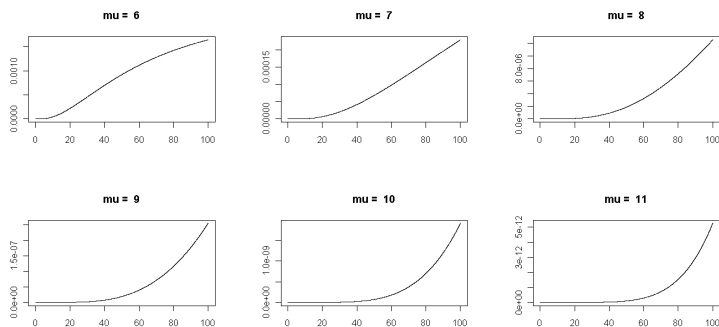 mu = 6
mu = 7
mu = 8
0.0000 0.0010
0.00000 0.00015
0.0e+00 8.0e-06
0 20 40 60 80 100
0 20 40 60 80 100
0 20 40 60 80 100
mu = 9
mu = 10
mu = 11
0.0e+00 1.5e-07
0.0e+00 1.0e-09
0e+00 3e-12 5e-12
0 20 40 60 80 100
0 20 40 60 80 100
0 20 40 60 80 100